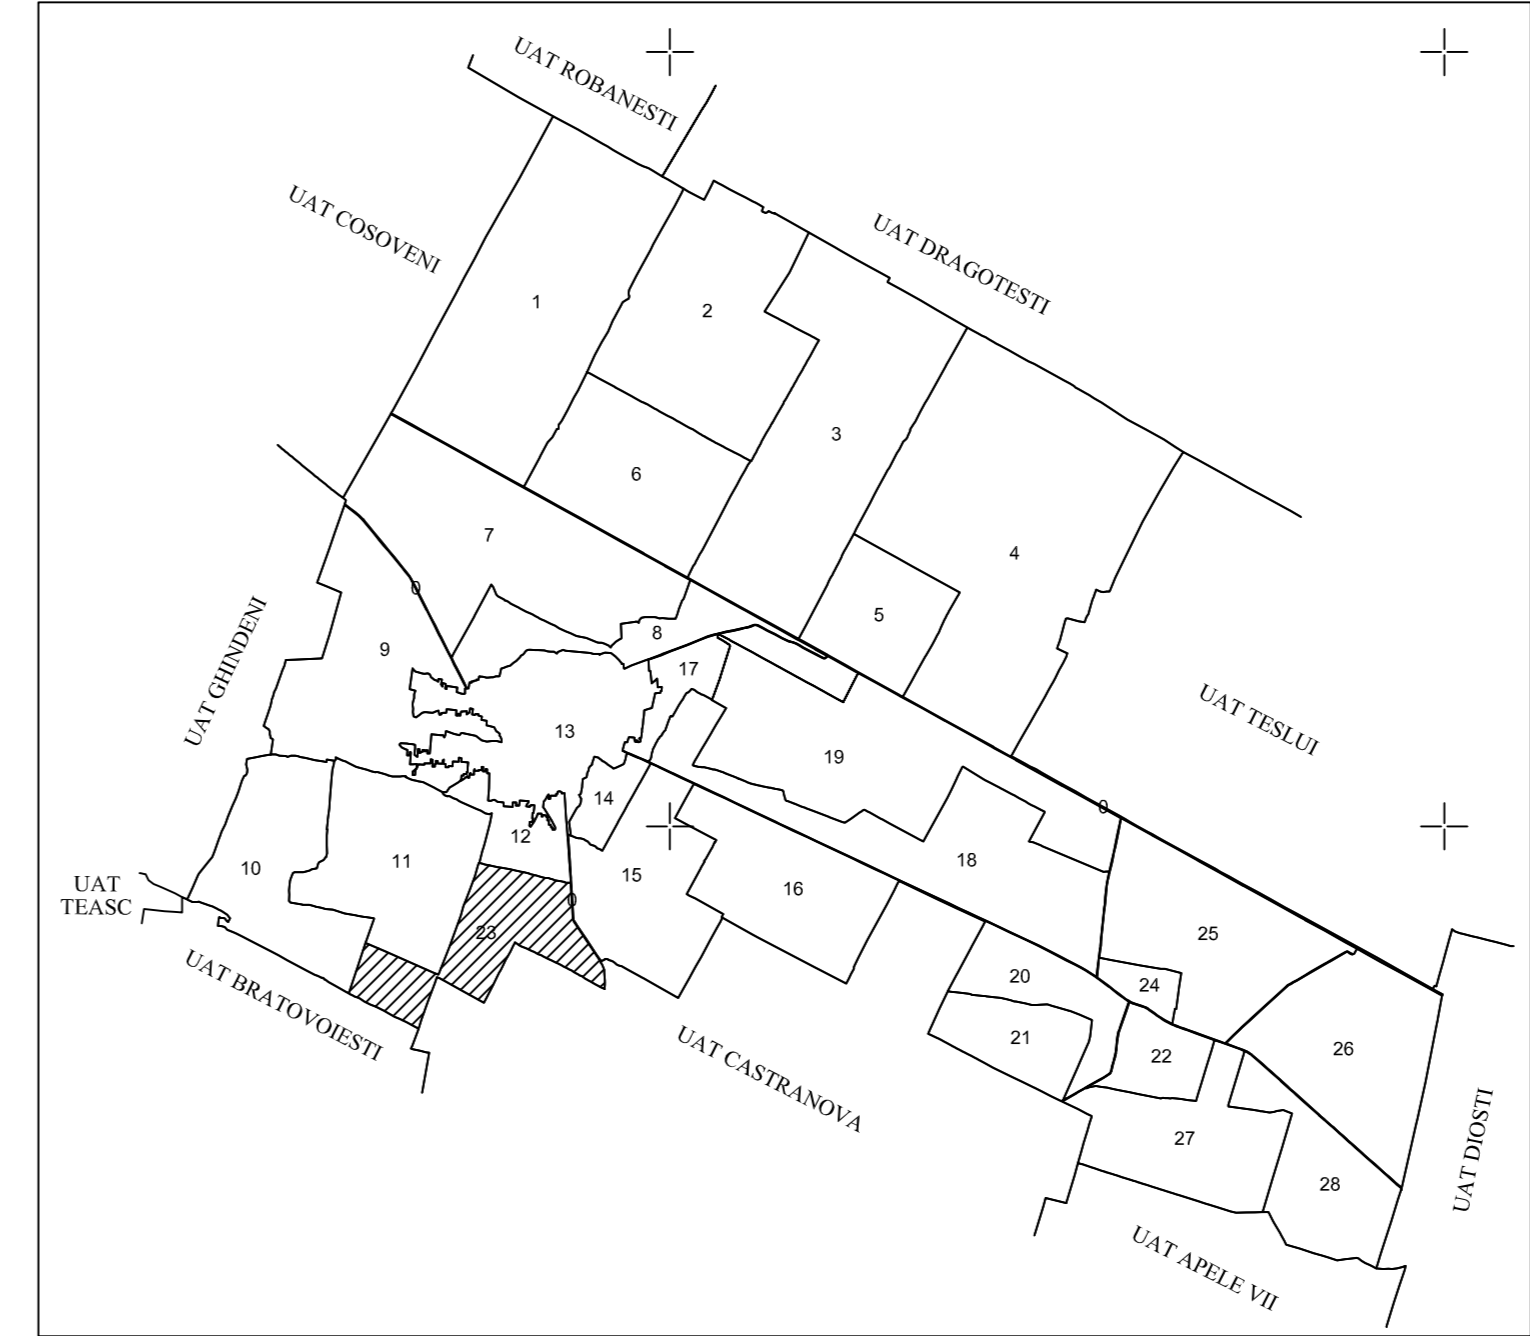 UAT ROBANESTI
UAT COSOVENI
UAT DRAGOTESTI
1
2
3
6
7
4
0
5
8
9
17
UAT GHINDENI
13
UAT TESLUI
19
14
0
12
18
10
11
15
16
UAT
TEASC
0
23
25
UAT BRATOVOIESTI
20
24
21
22
26
UAT CASTRANOVA
27
28
UAT DIOSTI
UAT APELE VII